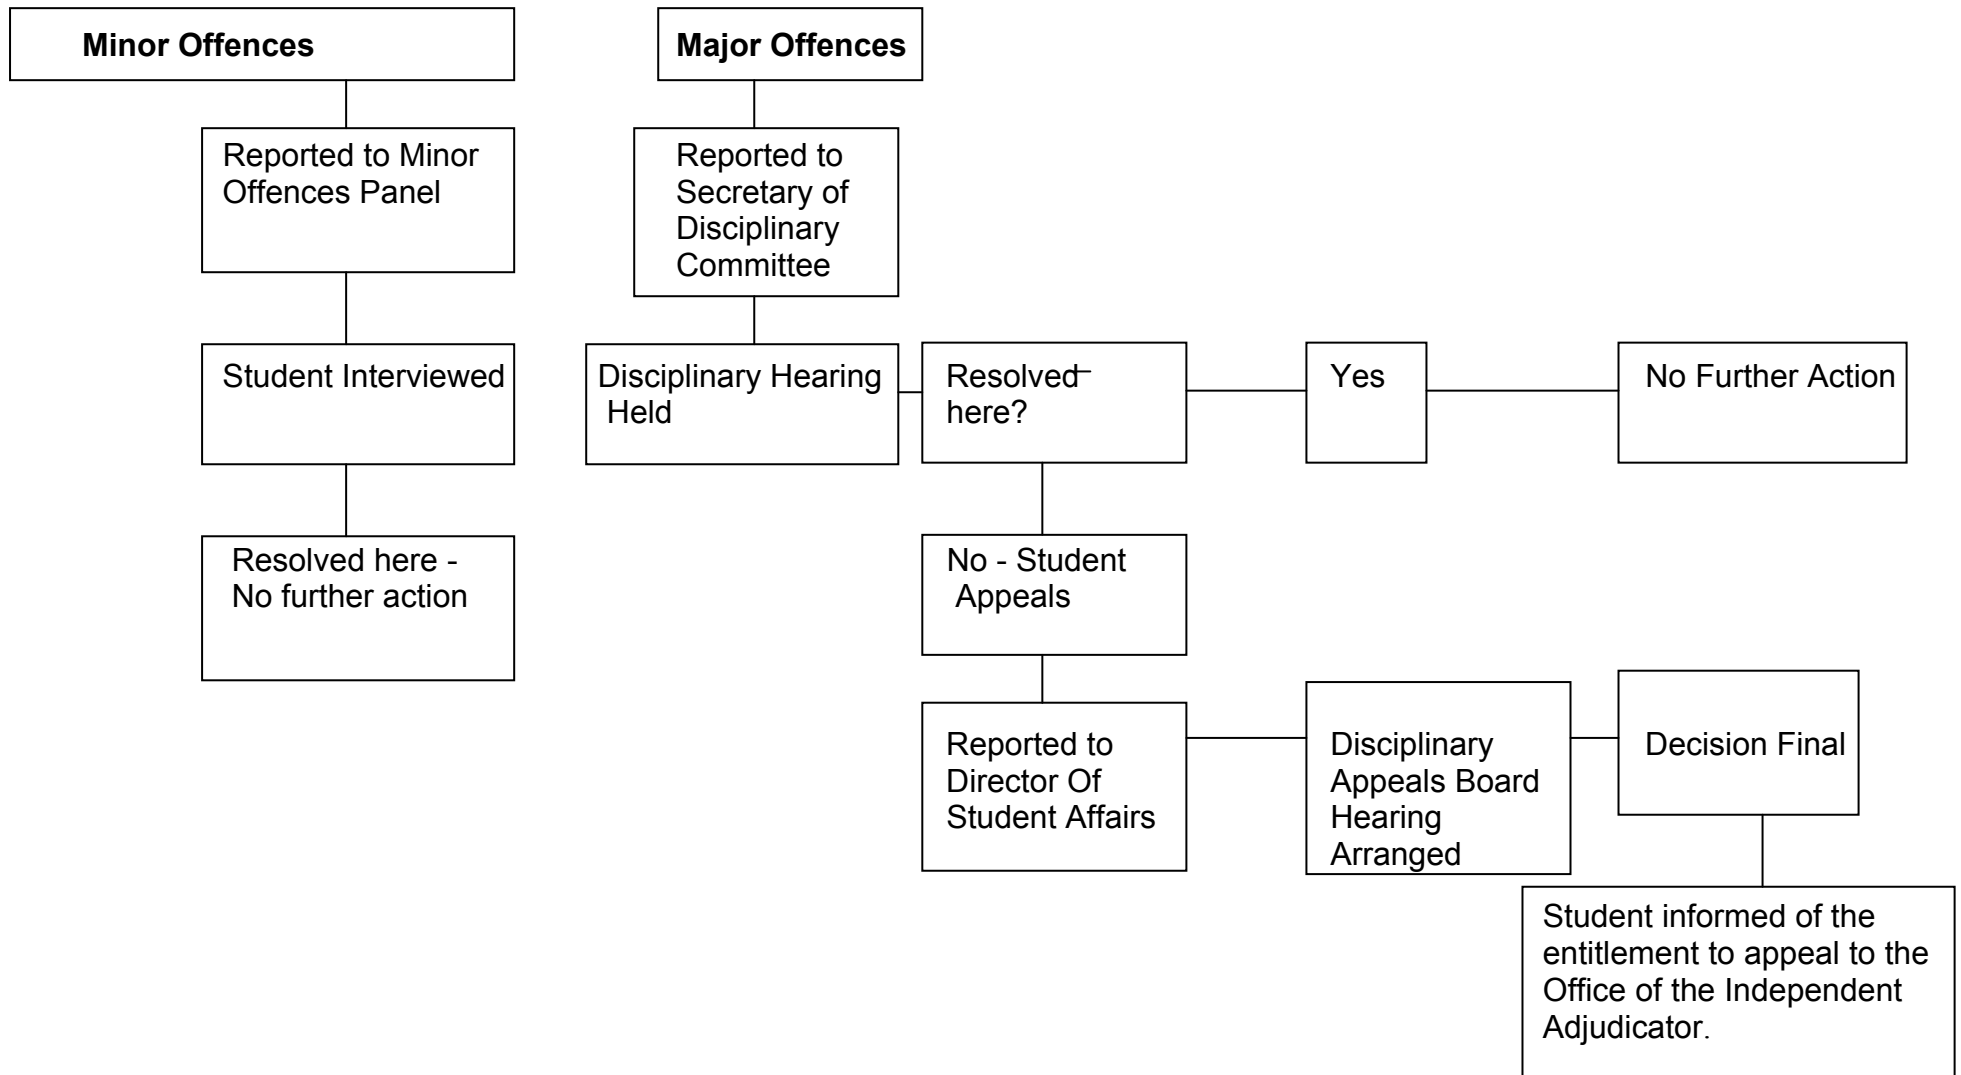 Minor Offences
Major Offences
Reported to Minor
Offences Panel
Reported to
Secretary of
Disciplinary
Committee
Student Interviewed
Disciplinary Hearing
Held
Resolved
here?
Yes
No Further Action
Resolved here -
No further action
No - Student
Appeals
Reported to
Director Of
Student Affairs
Disciplinary
Appeals Board
Hearing
Arranged
Decision Final
Student informed of the
entitlement to appeal to the
Office of the Independent
Adjudicator.